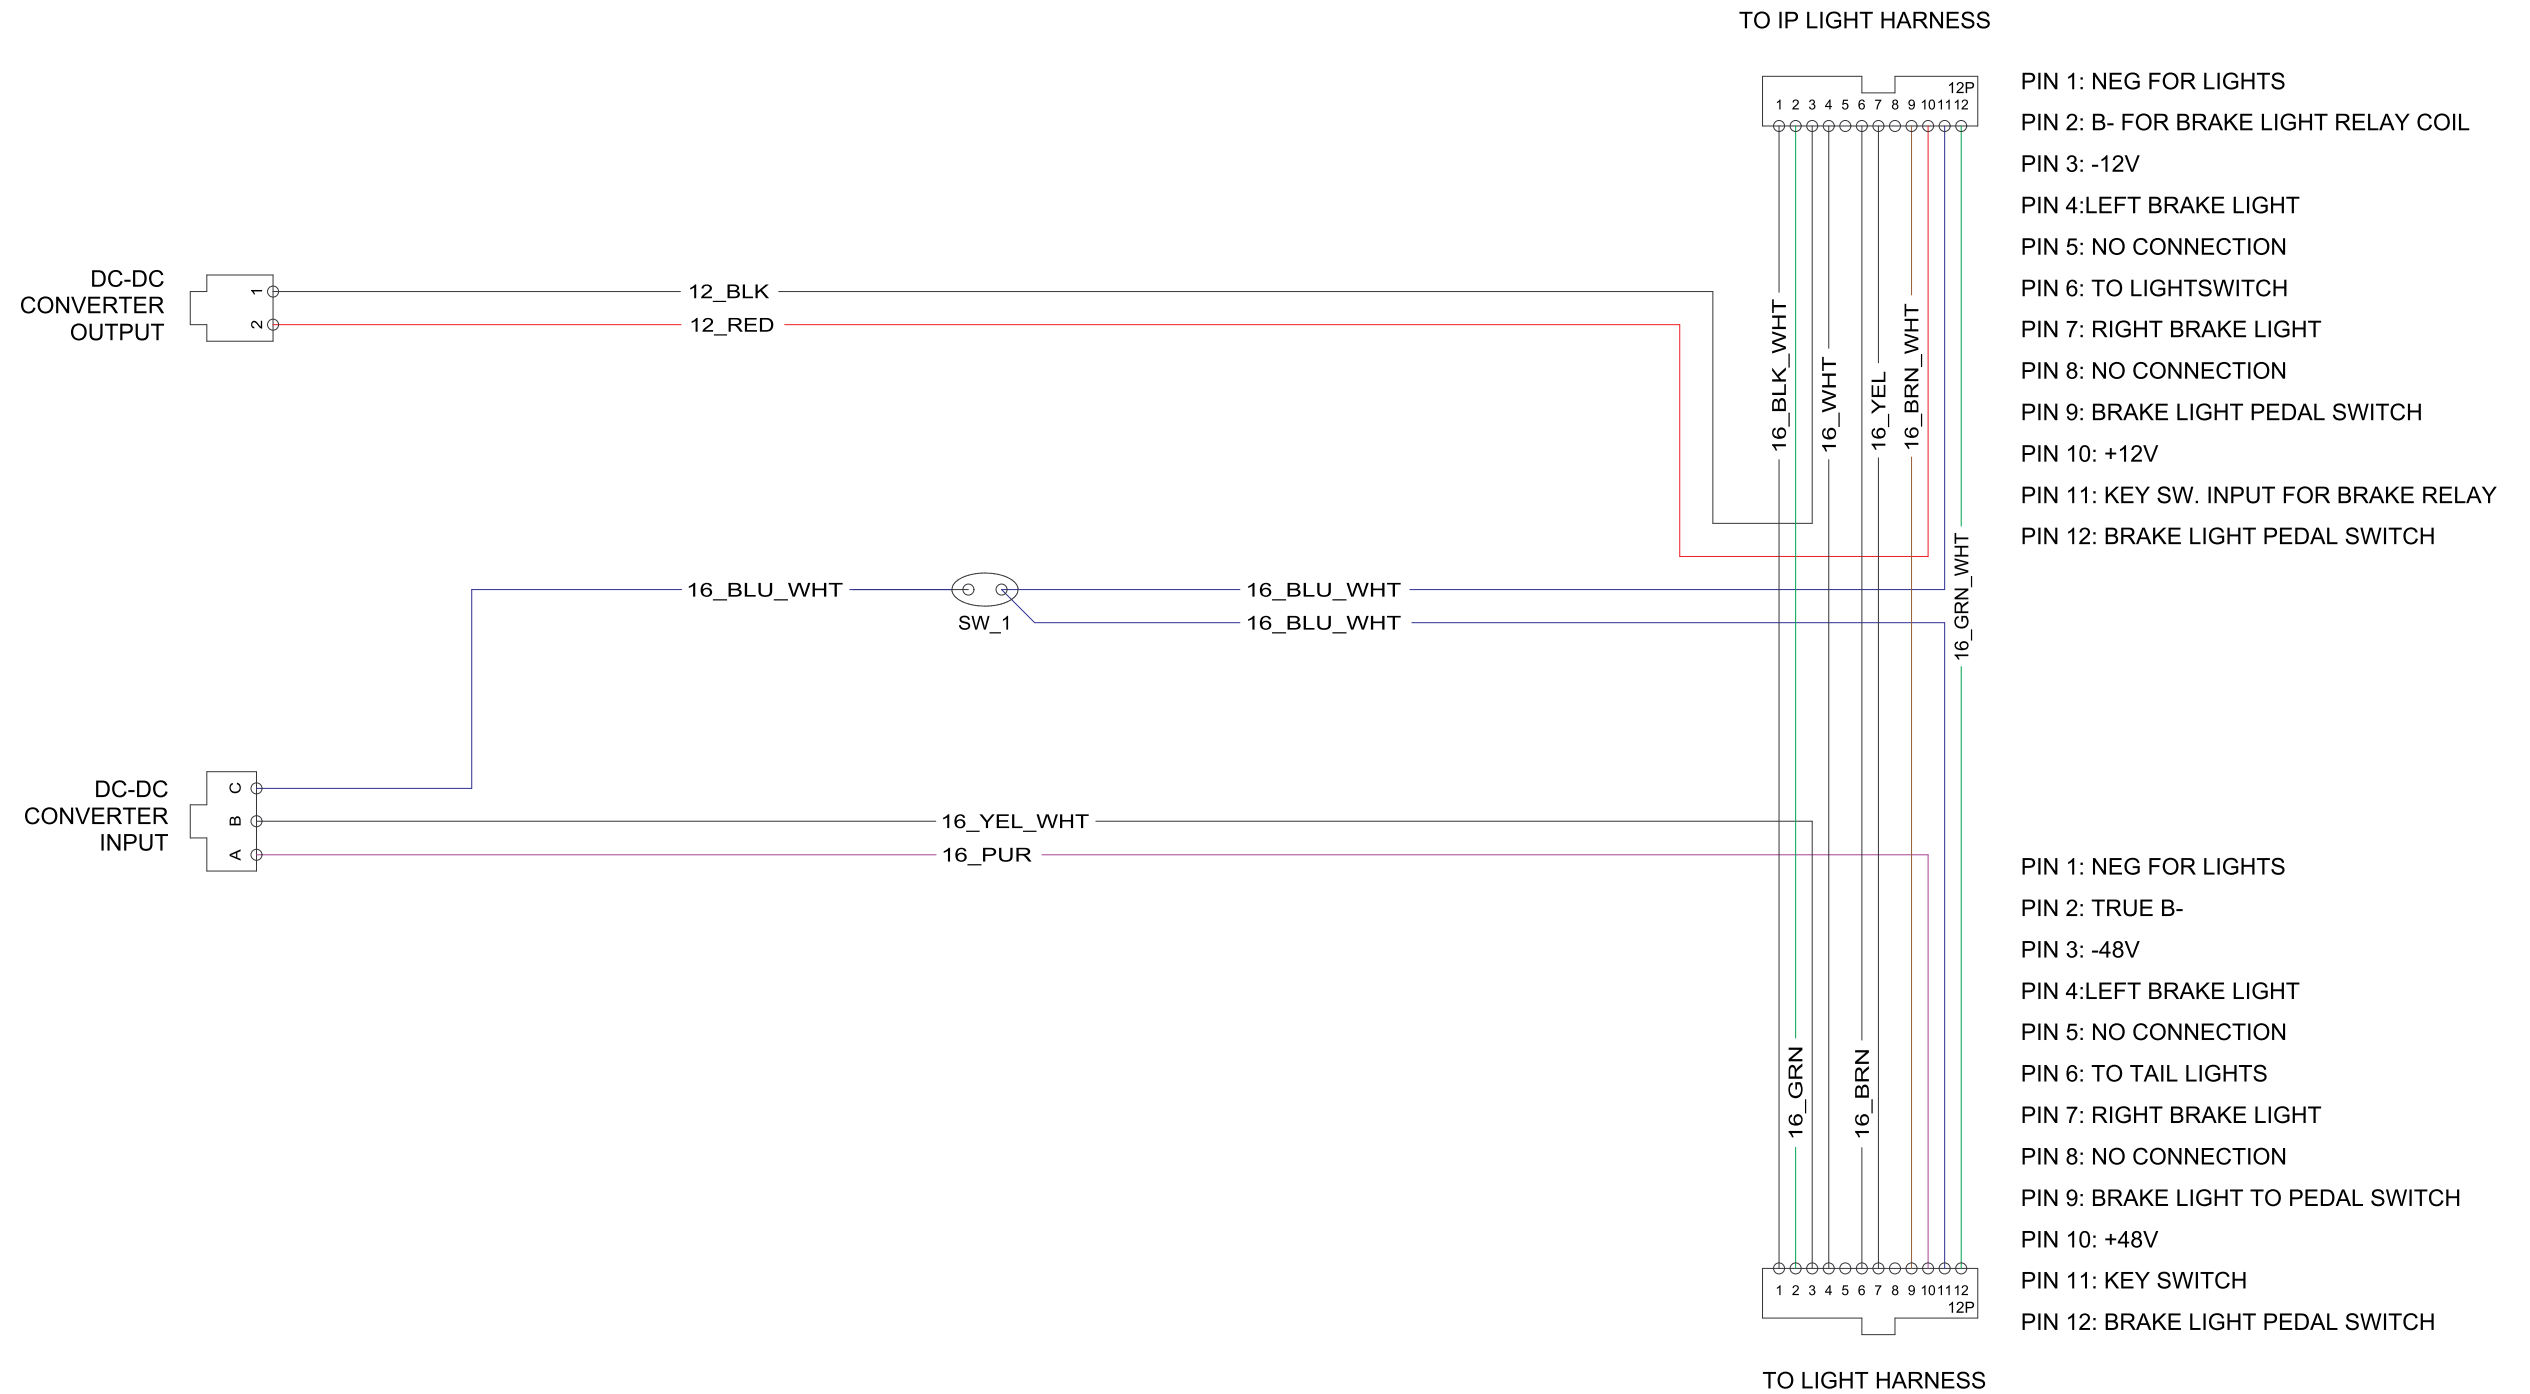 TO IP LIGHT HARNESS
12P
1 2 3 4 5 6 7 8 9 10 11 12
PIN 1: NEG FOR LIGHTS
PIN 2: B- FOR BRAKE LIGHT RELAY COIL
PIN 3: -12V
PIN 4:LEFT BRAKE LIGHT
PIN 5: NO CONNECTION
PIN 6: TO LIGHTSWITCH
PIN 7: RIGHT BRAKE LIGHT
PIN 8: NO CONNECTION
PIN 9: BRAKE LIGHT PEDAL SWITCH
PIN 10: +12V
PIN 11: KEY SW. INPUT FOR BRAKE RELAY
PIN 12: BRAKE LIGHT PEDAL SWITCH
DC-DC
CONVERTER
OUTPUT
1
2
12_BLK
12_RED
16_BLK_WHT
16_WHT
16_YEL
16_BRN_WHT
16_GRN_WHT
16_BLU_WHT
SW_1
16_BLU_WHT
16_BLU_WHT
DC-DC
CONVERTER
INPUT
C
B
A
16_YEL_WHT
16_PUR
16_GRN
16_BRN
PIN 1: NEG FOR LIGHTS
PIN 2: TRUE B-
PIN 3: -48V
PIN 4:LEFT BRAKE LIGHT
PIN 5: NO CONNECTION
PIN 6: TO TAIL LIGHTS
PIN 7: RIGHT BRAKE LIGHT
PIN 8: NO CONNECTION
PIN 9: BRAKE LIGHT TO PEDAL SWITCH
PIN 10: +48V
PIN 11: KEY SWITCH
PIN 12: BRAKE LIGHT PEDAL SWITCH
1 2 3 4 5 6 7 8 9 10 11 12
12P
TO LIGHT HARNESS